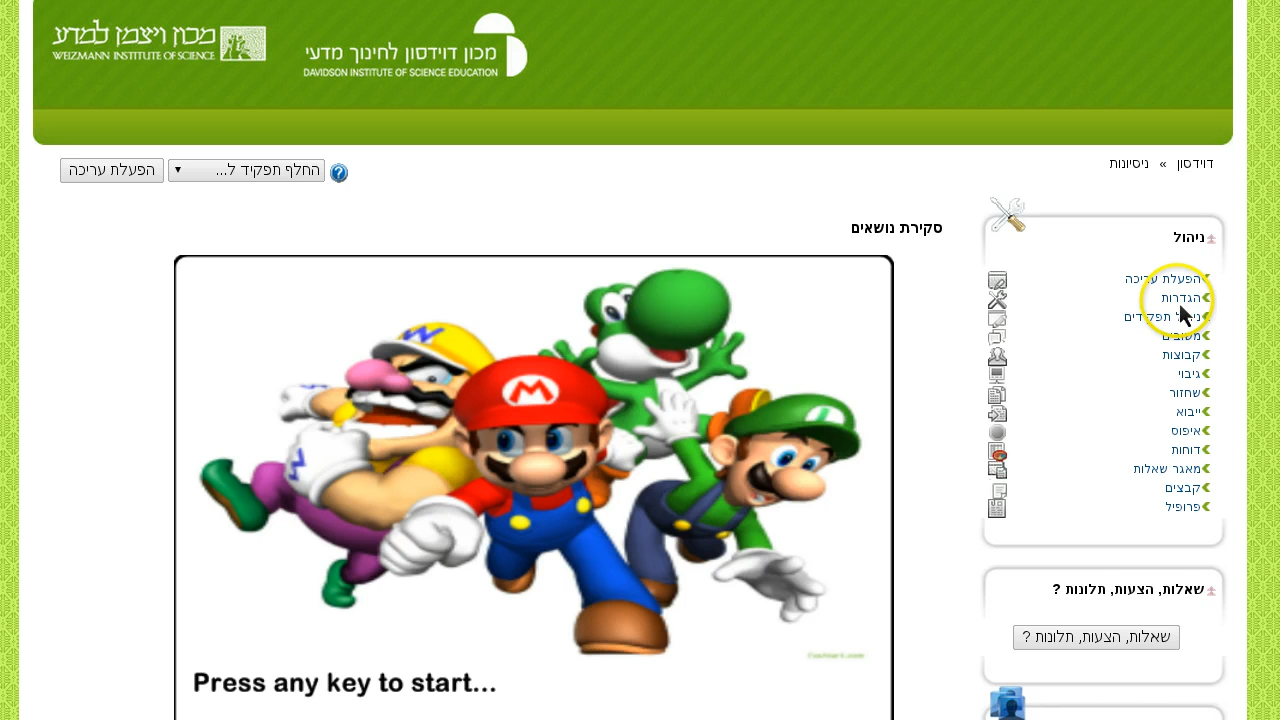 מכון ויצמן למדע
WEIZMANN INSTITUTE OF SCIENCE
מכון דוידסון לחינוך מדעי
DAVIDSON INSTITUTE OF SCIENCE EDUCATION
דוידסון » ניסיונות
החלף תפקיד ל...
הפעלת עריכה
סקירת נושאים
Press any key to start...
ניהול
הפעלת עריכה
הגדרות
ניהול תפקידים
קבוצות
גיבוי
שחזור
ייבוא
איפוס
דוחות
מאגר שאלות
קבצים
פרופיל
שאלות, הצעות, תלונות ?
שאלות, הצעות, תלונות ?